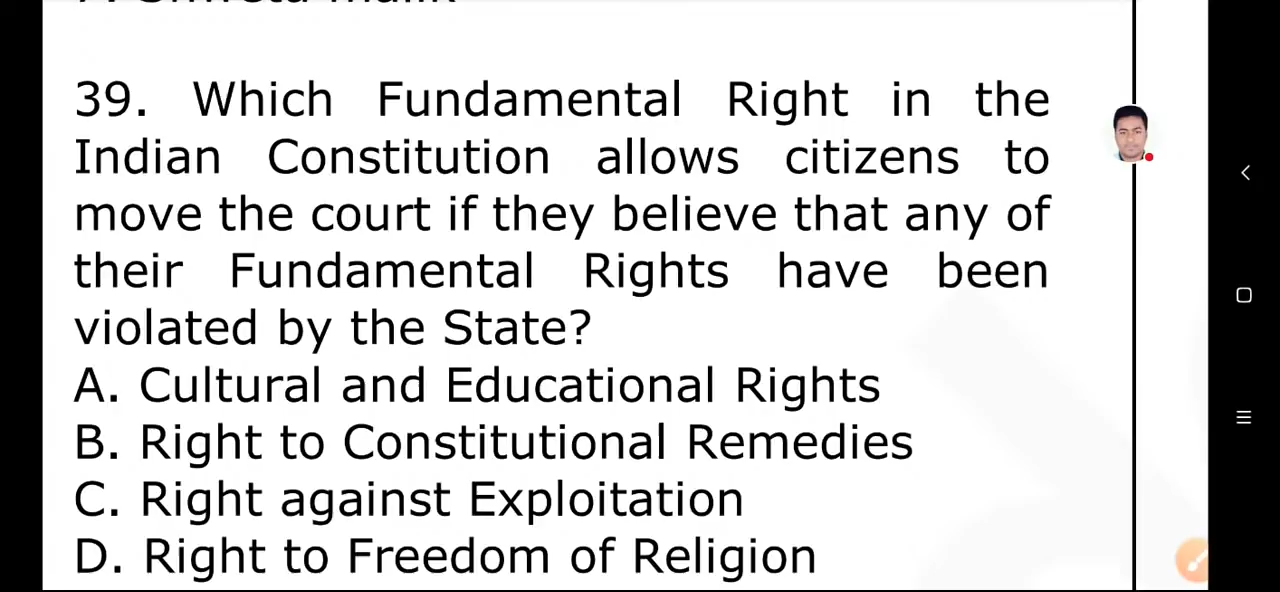 39. Which Fundamental Right in the
Indian Constitution allows citizens to
move the court if they believe that any of
their Fundamental Rights have been
violated by the State?
A. Cultural and Educational Rights
B. Right to Constitutional Remedies
C. Right against Exploitation
D. Right to Freedom of Religion